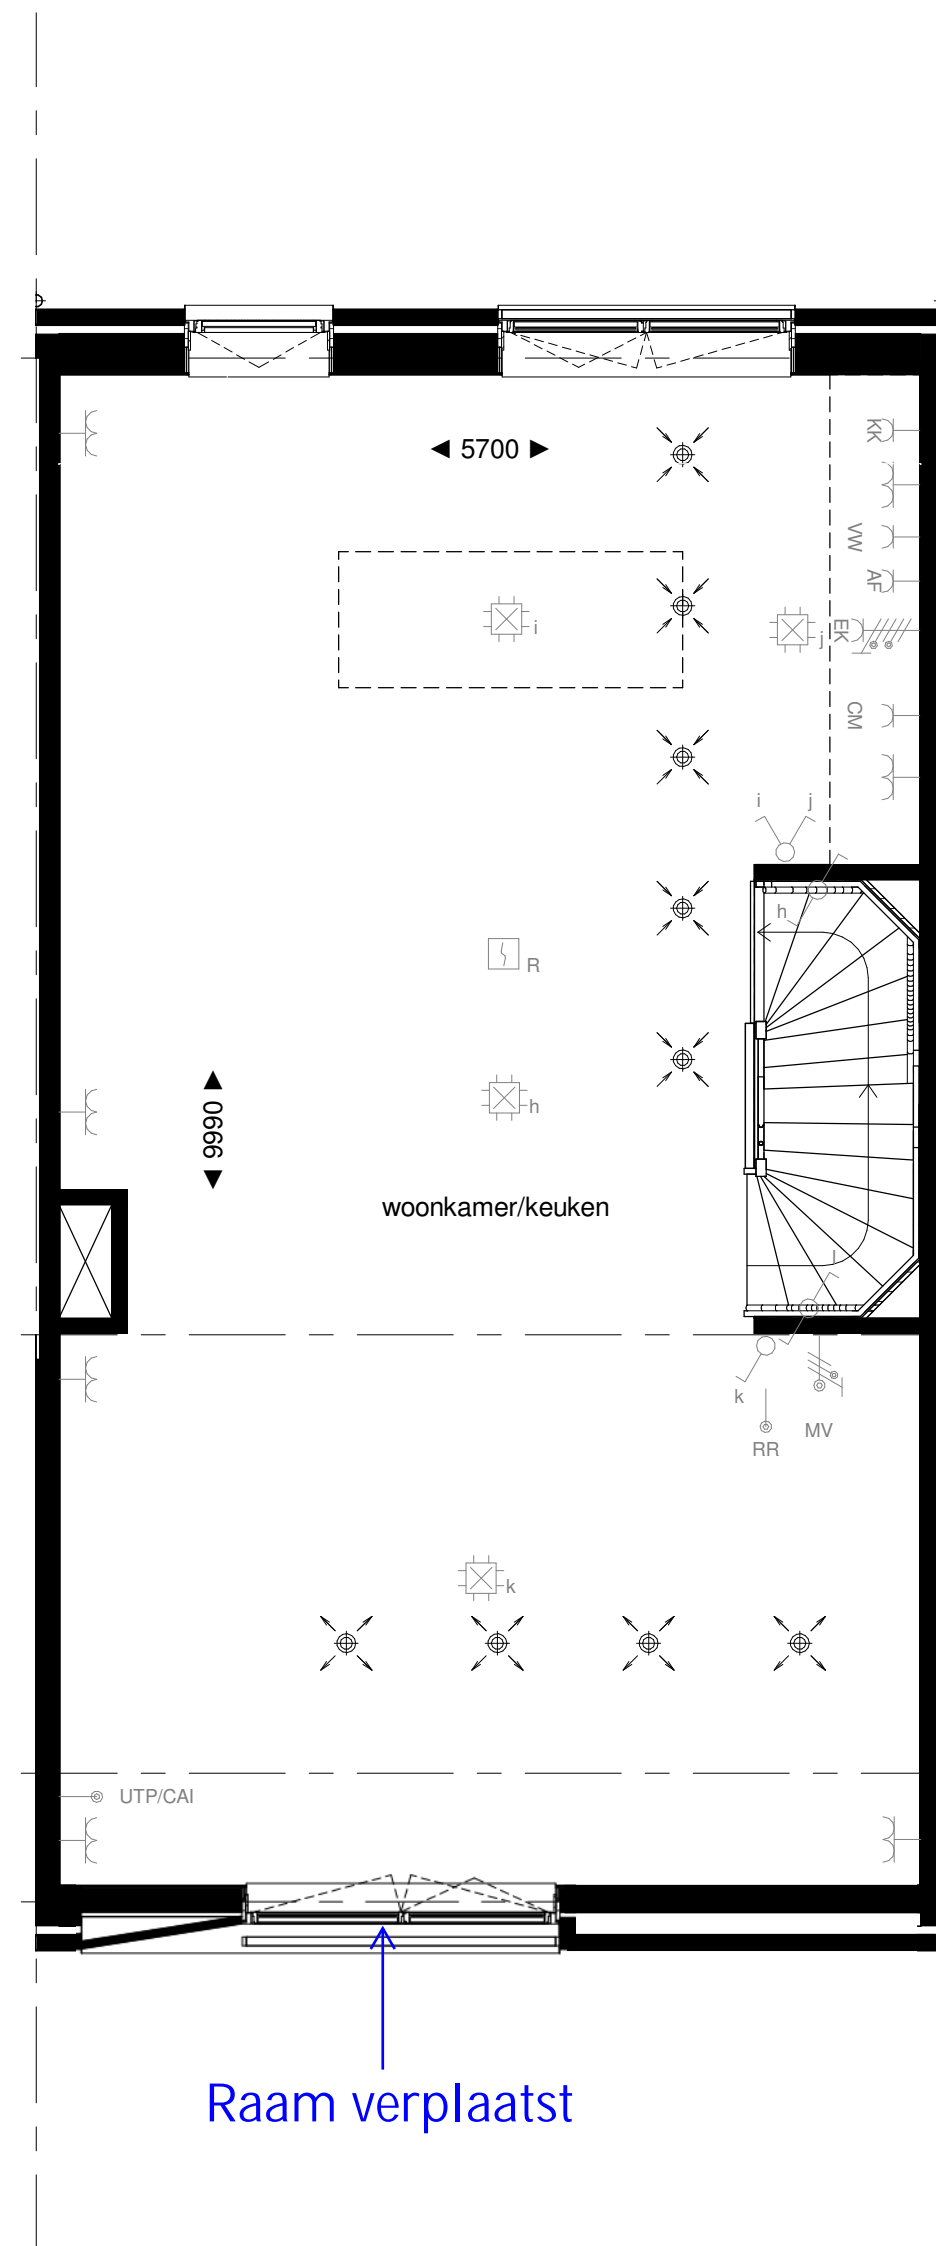 KK
◄ 5700 ►
VW
AF
i
j
EK
CM
i
j
h
R
◄ 9990 ►
h
woonkamer/keuken
l
k
MV
RR
k
UTP/CAI
Raam verplaatst